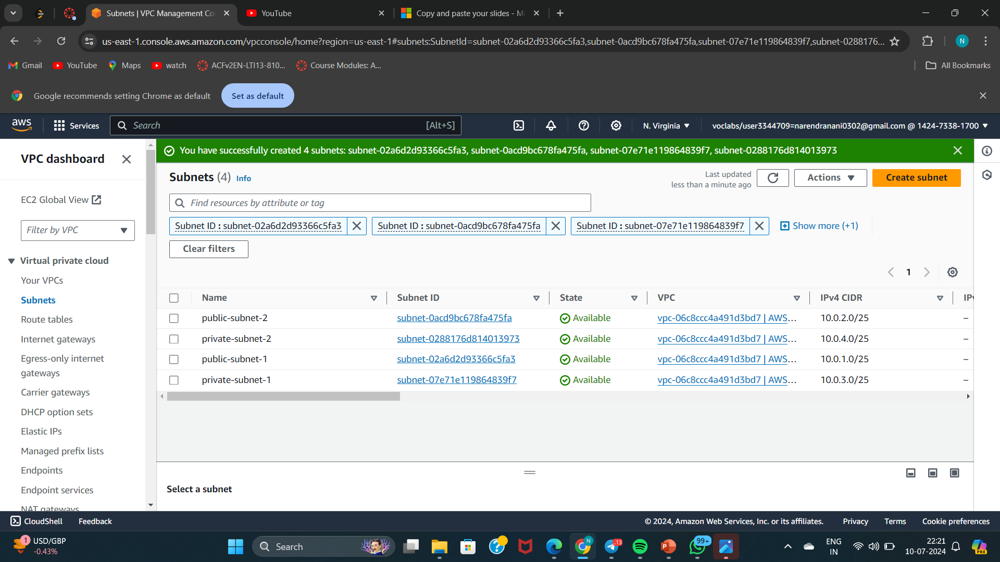 Subnets | VPC Management Co
YouTube
Copy and paste your slides - Mi
us-east-1.console.aws.amazon.com/vpcconsole/home?region=us-east-1#subnets:SubnetId=subnet-02a6d2d93366c5fa3,subnet-0acd9bc678fa475fa,subnet-07e71e119864839f7,subnet-0288176...
N
Gmail
YouTube
Maps
watch
ACFv2EN-LTI13-810...
Course Modules: A...
All Bookmarks
Google recommends setting Chrome as default
Set as default
aws
Services
Search
[Alt+S]
N. Virginia
voclabs/user3344709=narendranani0302@gmail.com @ 1424-7338-1700
VPC dashboard
EC2 Global View
Filter by VPC
Virtual private cloud
Your VPCs
Subnets
Route tables
Internet gateways
Egress-only internet
gateways
Carrier gateways
DHCP option sets
Elastic IPs
Managed prefix lists
Endpoints
Endpoint services
NAT gateways
You have successfully created 4 subnets: subnet-02a6d2d93366c5fa3, subnet-0acd9bc678fa475fa, subnet-07e71e119864839f7, subnet-0288176d814013973
Subnets (4) Info
Last updated
less than a minute ago
Actions
Create subnet
Find resources by attribute or tag
Subnet ID : subnet-02a6d2d93366c5fa3
Subnet ID : subnet-0acd9bc678fa475fa
Subnet ID : subnet-07e71e119864839f7
Show more (+1)
Clear filters
1
Name Subnet ID State VPC IPv4 CIDR IPv
public-subnet-2 subnet-0acd9bc678fa475fa Available vpc-06c8ccc4a491d3bd7 | AWS... 10.0.2.0/25 –
private-subnet-2 subnet-0288176d814013973 Available vpc-06c8ccc4a491d3bd7 | AWS... 10.0.4.0/25 –
public-subnet-1 subnet-02a6d2d93366c5fa3 Available vpc-06c8ccc4a491d3bd7 | AWS... 10.0.1.0/25 –
private-subnet-1 subnet-07e71e119864839f7 Available vpc-06c8ccc4a491d3bd7 | AWS... 10.0.3.0/25 –
Select a subnet
CloudShell
Feedback
© 2024, Amazon Web Services, Inc. or its affiliates.
Privacy
Terms
Cookie preferences
1
USD/GBP
-0.43%
Search
N
..13
99+
ENG
IN
22:21
10-07-2024
PRE